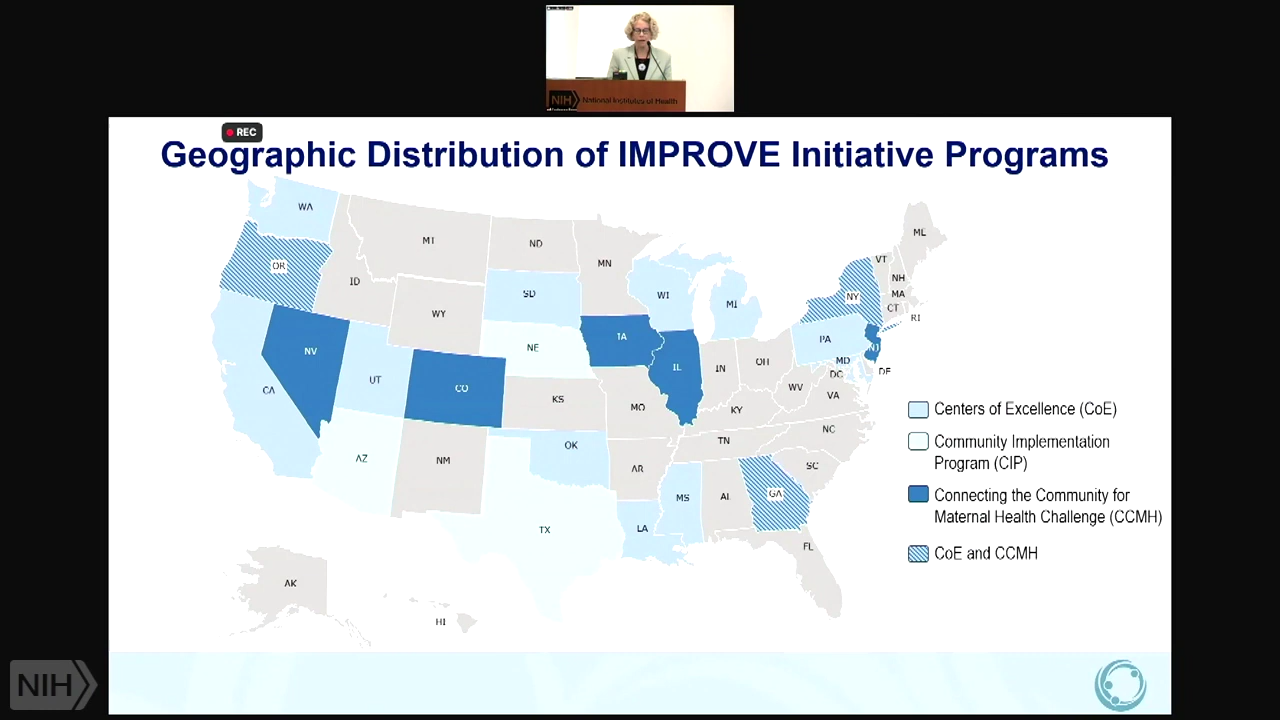 NIH National Institutes of Health
REC
Geographic Distribution of IMPROVE Initiative Programs
WA
MT
ND
MN
ME
VT
NH
MA
CT
RI
OR
ID
SD
WI
MI
NY
WY
NE
IA
PA
NJ
NV
UT
CO
KS
MO
IL
IN
OH
MD
DC
DE
WV
VA
CA
KY
NC
AZ
NM
OK
AR
TN
SC
TX
LA
MS
AL
GA
FL
AK
HI
Centers of Excellence (CoE)
Community Implementation
Program (CIP)
Connecting the Community for
Maternal Health Challenge (CCMH)
CoE and CCMH
NIH